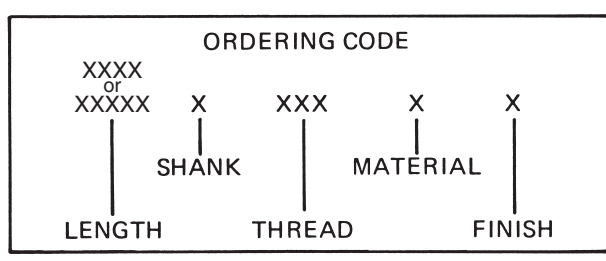 ORDERING CODE
XXXX
or
XXXXX X XXX X X
SHANK MATERIAL
LENGTH THREAD FINISH